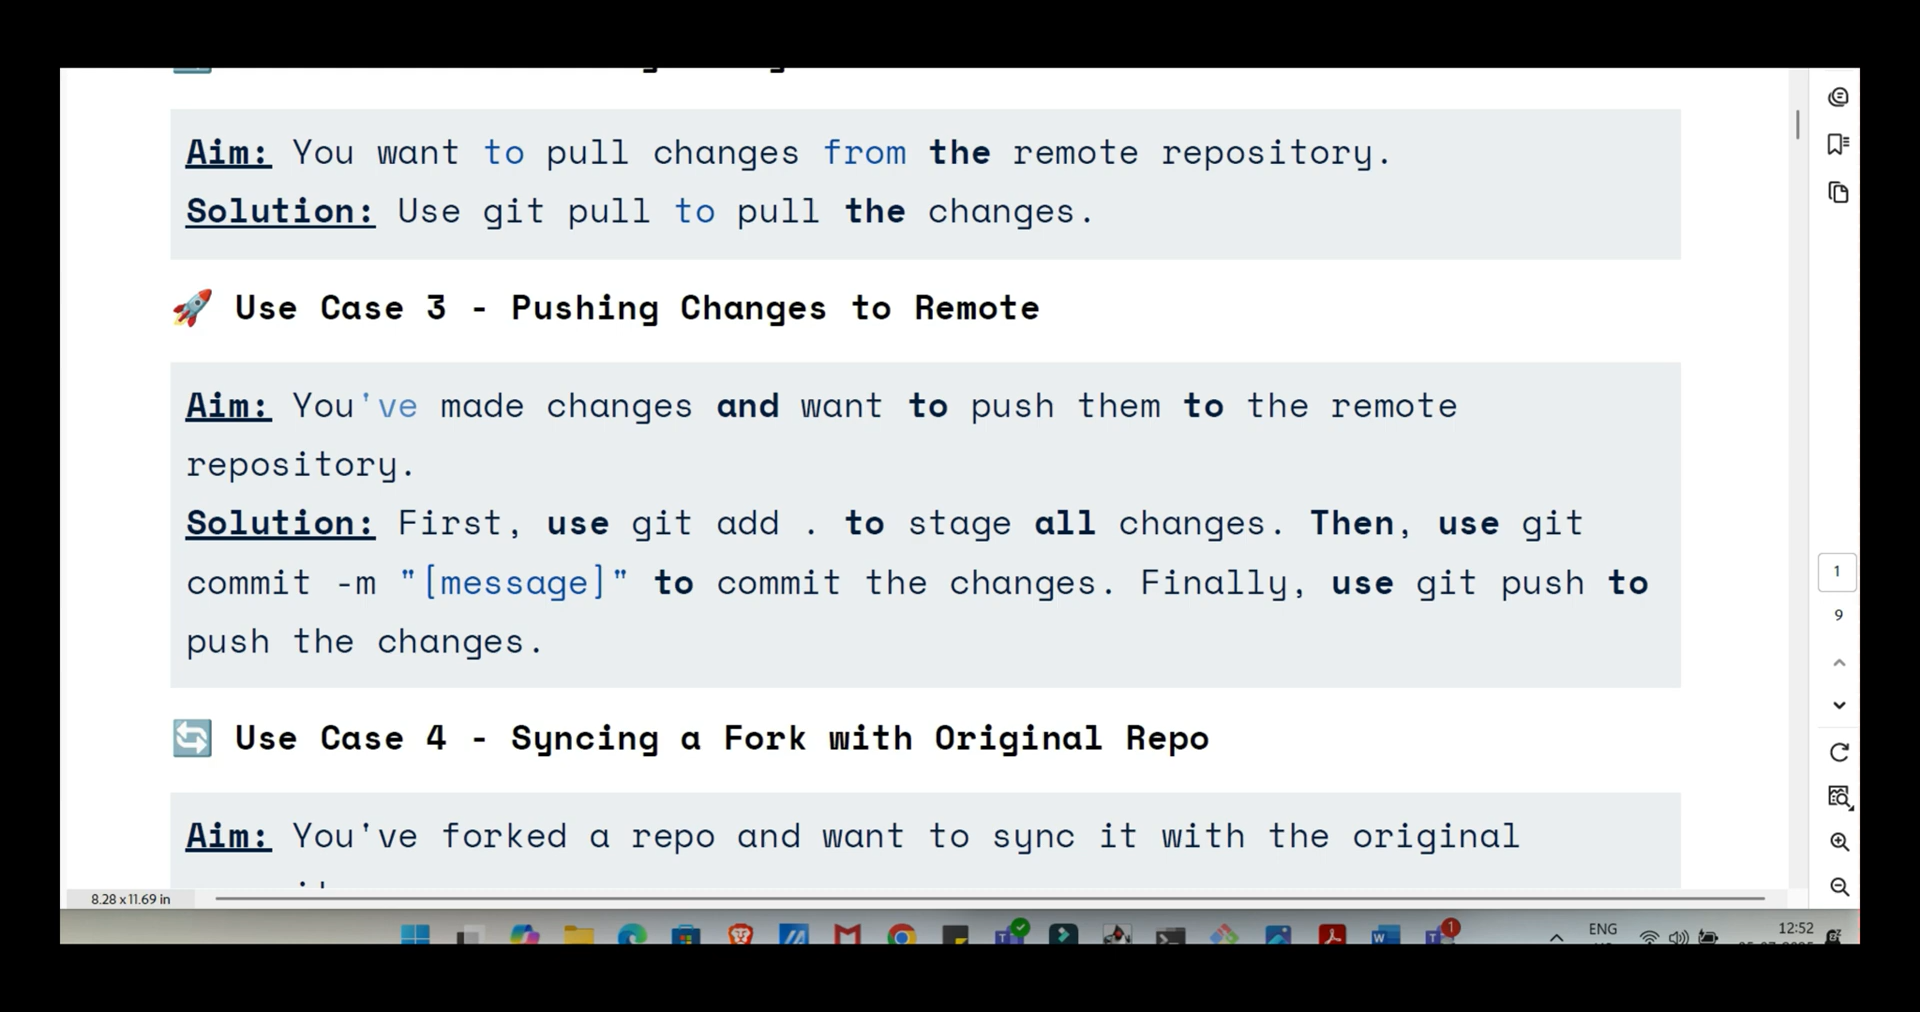 Aim: You want to pull changes from the remote repository.
Solution: Use git pull to pull the changes.
🚀 Use Case 3 - Pushing Changes to Remote
Aim: You've made changes and want to push them to the remote
repository.
Solution: First, use git add . to stage all changes. Then, use git
commit -m "[message]" to commit the changes. Finally, use git push to
push the changes.
🔄 Use Case 4 - Syncing a Fork with Original Repo
Aim: You've forked a repo and want to sync it with the original
1
9
8.28 x 11.69 in
1
ENG
12:52